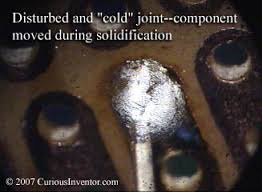 Disturbed and "cold" joint--component
moved during solidification
© 2007 CuriousInventor.com